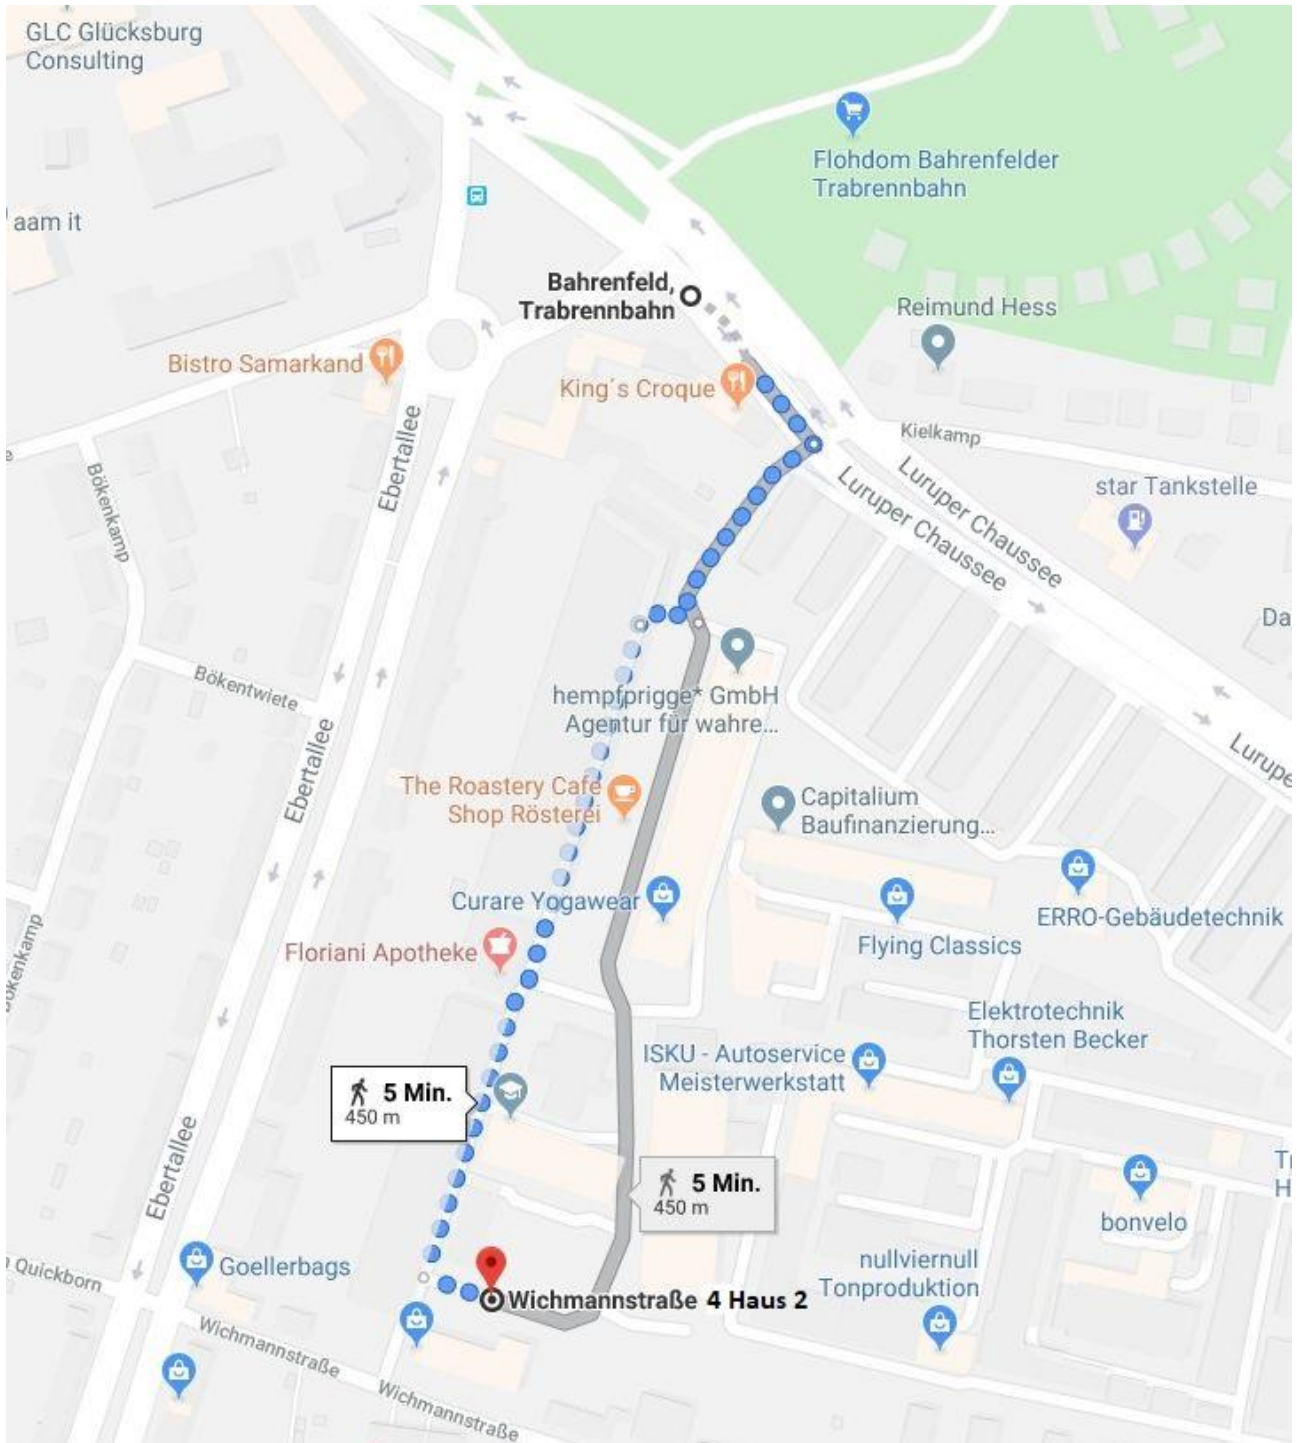 GLC Glücksburg
Consulting
Flohdom Bahrenfelder
Trabrennbahn
aam it
Bahrenfeld,
Trabrennbahn
Reimund Hess
Bistro Samarkand
King´s Croque
Kielkamp
Ebertallee
Luruper Chaussee
Luruper Chaussee
star Tankstelle
Bökenkamp
Da
Bökentwiete
hempfprigge* GmbH
Agentur für wahre...
Ebertallee
Lurupe
The Roastery Cafe
Shop Rösterei
Capitalium
Baufinanzierung...
Curare Yogawear
ERRO-Gebäudetechnik
Flying Classics
Floriani Apotheke
ökenkamp
Elektrotechnik
Thorsten Becker
ISKU - Autoservice
Meisterwerkstatt
5 Min.
450 m
Ebertallee
5 Min.
450 m
bonvelo
Goellerbags
Quickborn
nullviernull
Tonproduktion
Wichmannstraße 4 Haus 2
Wichmannstraße
Wichmannstraße